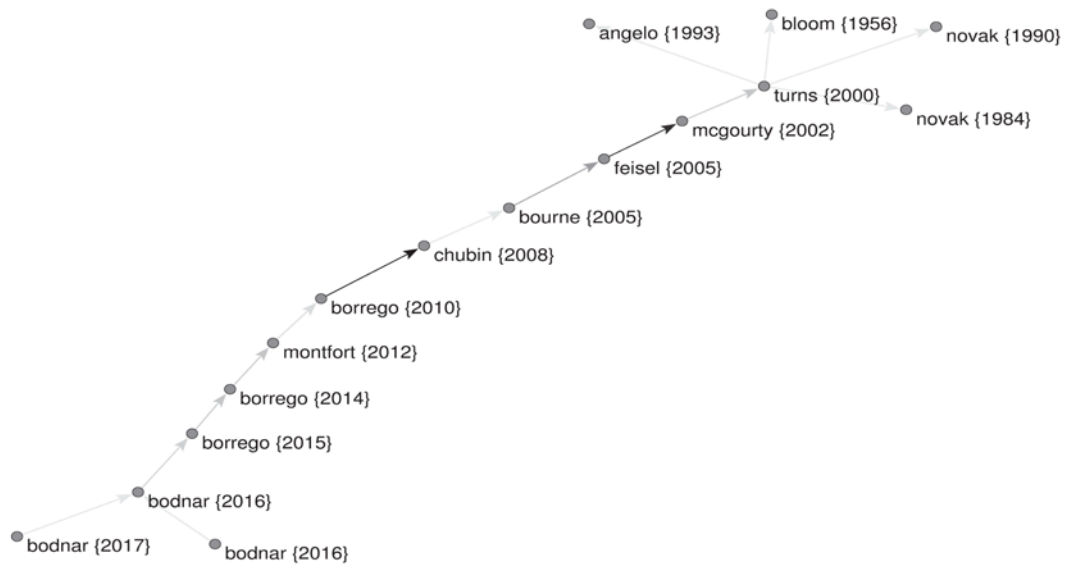 bloom {1956}
angelo {1993}
novak {1990}
turns {2000}
novak {1984}
mcgourty {2002}
feisel {2005}
bourne {2005}
chubin {2008}
borrego {2010}
montfort {2012}
borrego {2014}
borrego {2015}
bodnar {2016}
bodnar {2017}
bodnar {2016}